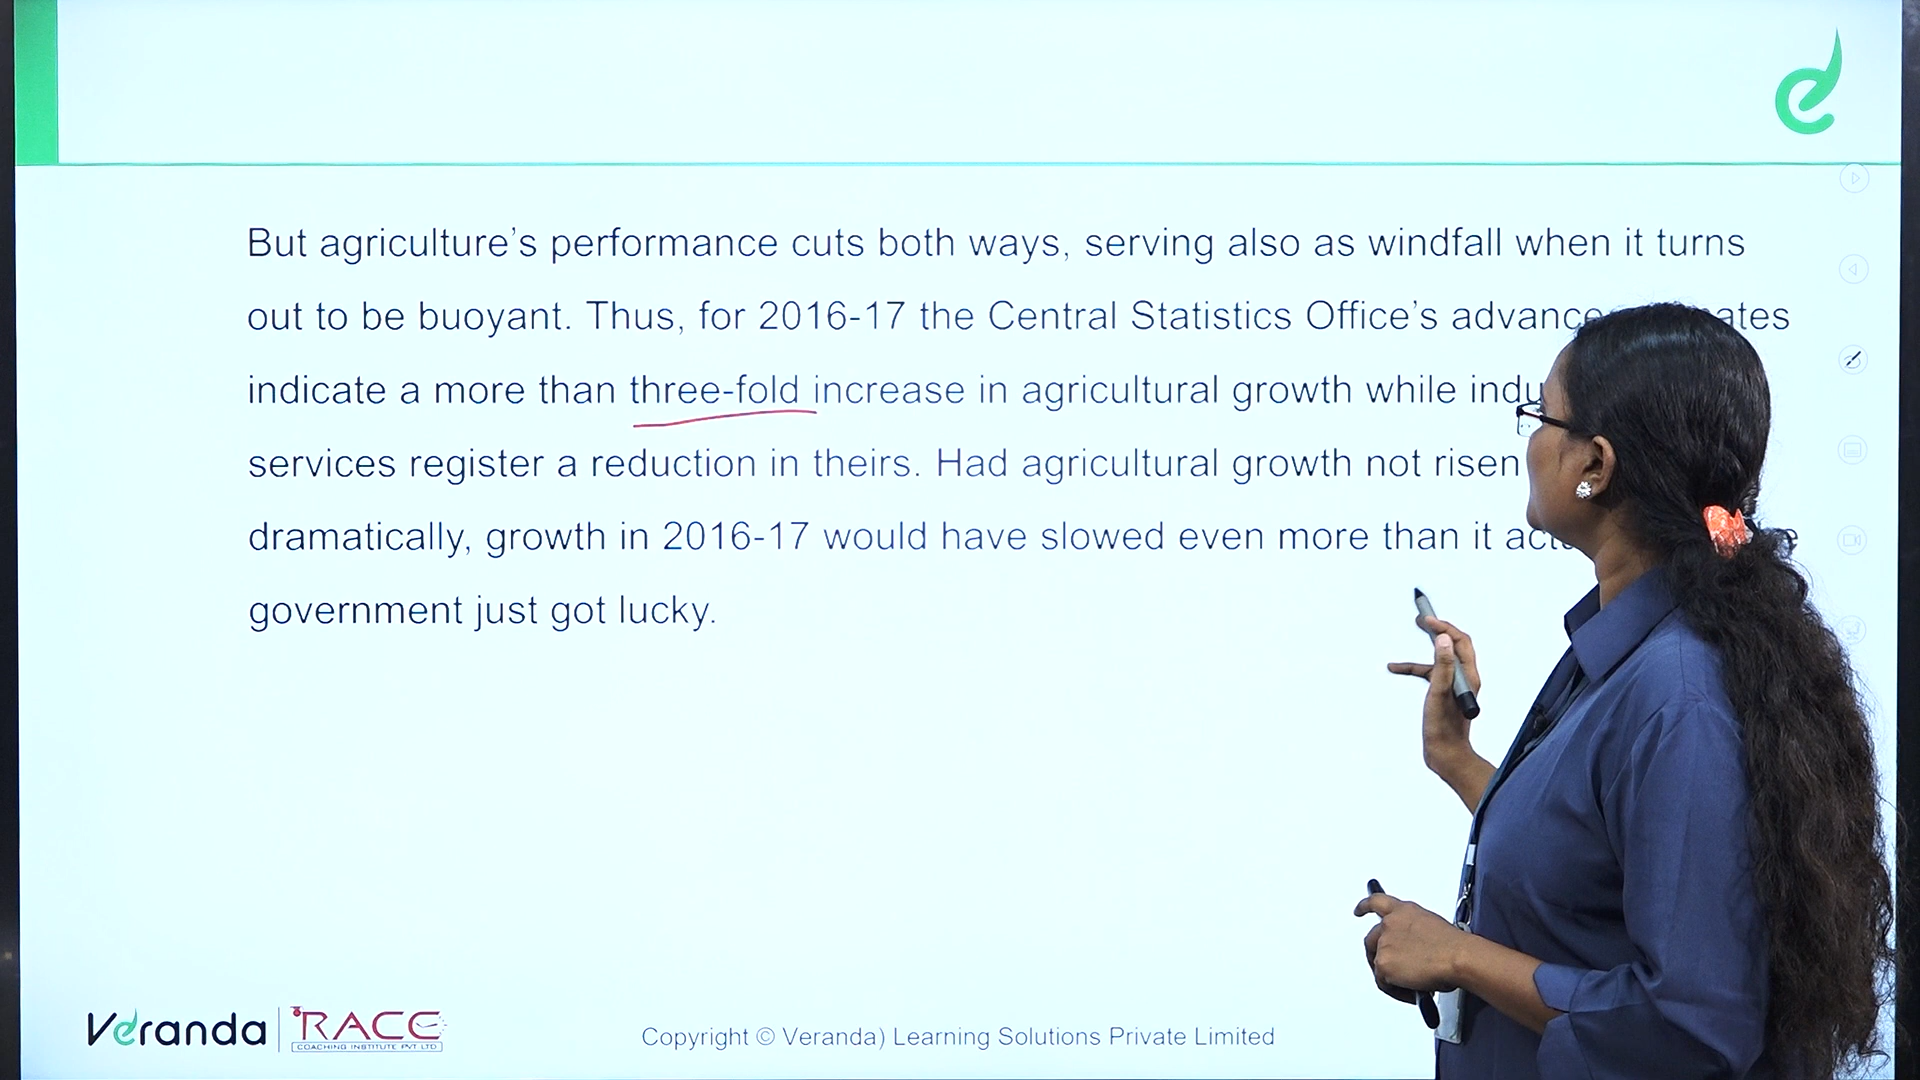 But agriculture’s performance cuts both ways, serving also as windfall when it turns
out to be buoyant. Thus, for 2016-17 the Central Statistics Office’s advance
indicate a more than three-fold increase in agricultural growth while
services register a reduction in theirs. Had agricultural growth not risen
dramatically, growth in 2016-17 would have slowed even more than it
government just got lucky.
Veranda RACE
COACHING INSTITUTE PVT LTD
Copyright © Veranda) Learning Solutions Private Limited